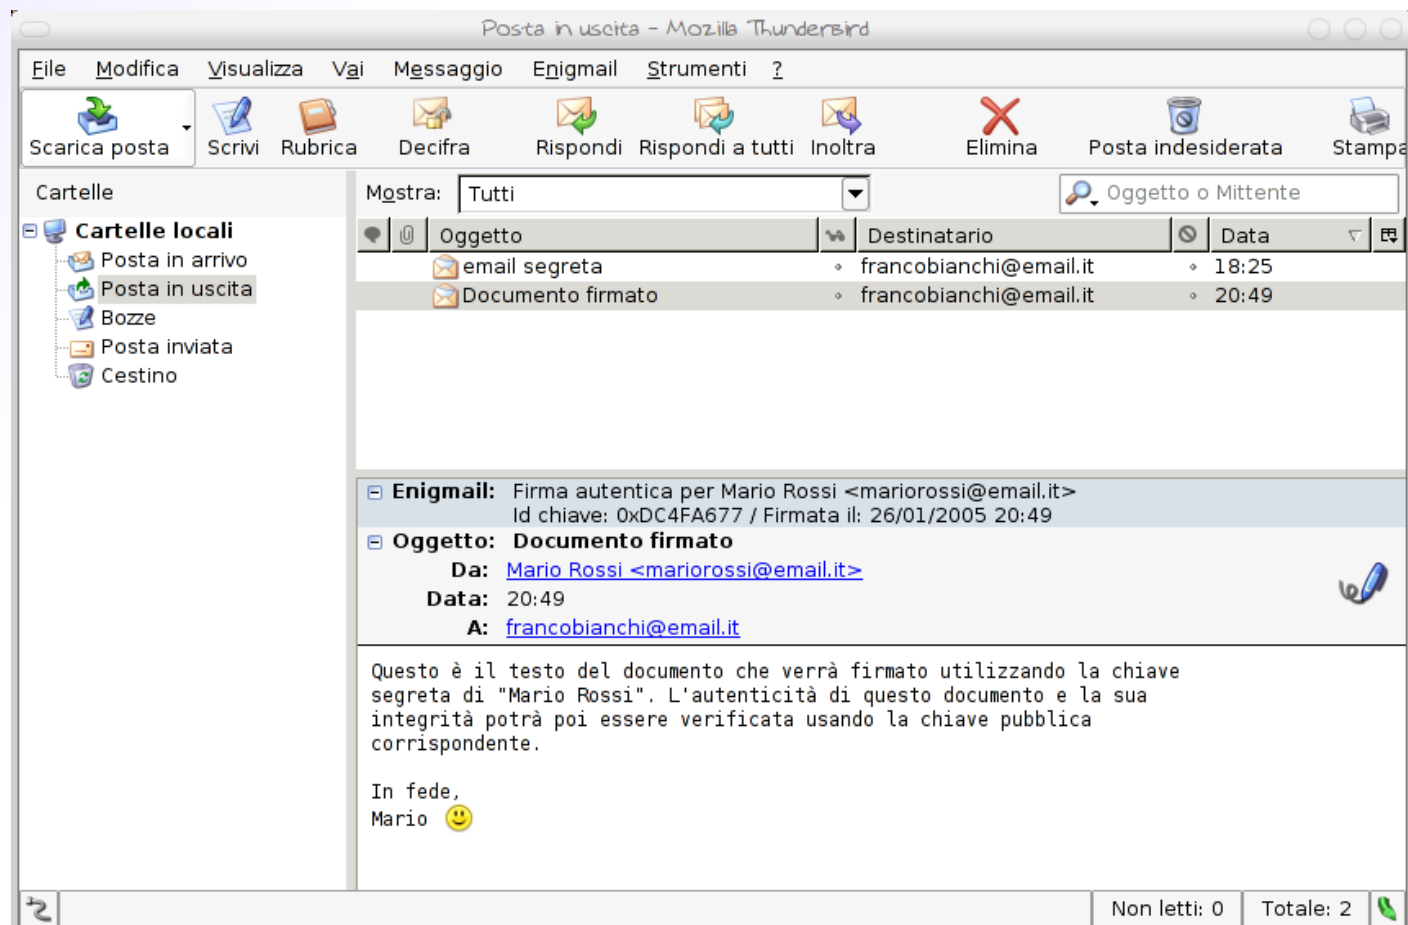 Posta in uscita - Mozilla Thunderbird
File Modifica Visualizza Vai Messaggio Enigmail Strumenti ?
Scarica posta Scrivi Rubrica Decifra Rispondi Rispondi a tutti Inoltra Elimina Posta indesiderata Stampa
Cartelle
Mostra: Tutti
Oggetto o Mittente
Cartelle locali
Posta in arrivo
Posta in uscita
Bozze
Posta inviata
Cestino
Oggetto Destinatario Data
email segreta francobianchi@email.it 18:25
Documento firmato francobianchi@email.it 20:49
Enigmail: Firma autentica per Mario Rossi <mariorossi@email.it>
Id chiave: 0xDC4FA677 / Firmata il: 26/01/2005 20:49
Oggetto: Documento firmato
Da: Mario Rossi <mariorossi@email.it>
Data: 20:49
A: francobianchi@email.it
Questo è il testo del documento che verrà firmato utilizzando la chiave
segreta di "Mario Rossi". L'autenticità di questo documento e la sua
integrità potrà poi essere verificata usando la chiave pubblica
corrispondente.
In fede,
Mario
Non letti: 0 Totale: 2